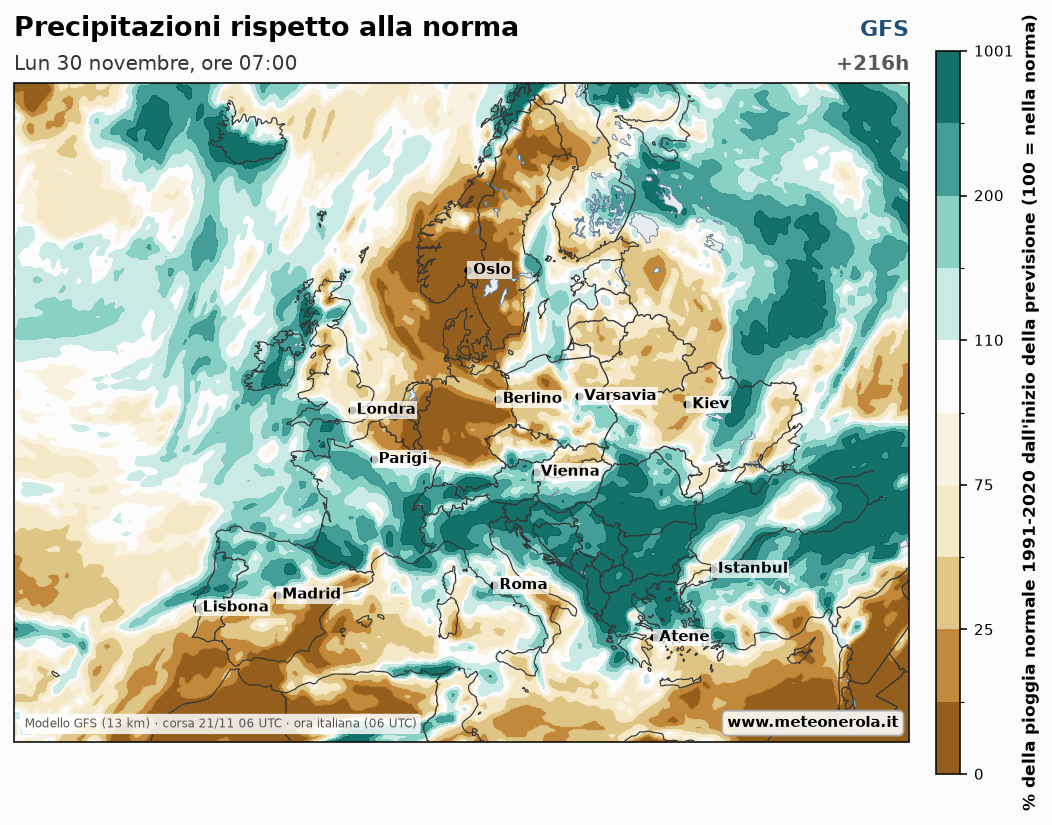 Precipitazioni rispetto alla norma
GFS
Lun 30 novembre, ore 07:00
+216h
Oslo
Berlino
Varsavia
Kiev
Londra
Parigi
Vienna
Istanbul
Roma
Madrid
Lisbona
Atene
Modello GFS (13 km) · corsa 21/11 06 UTC · ora italiana (06 UTC)
www.meteonerola.it
1001
200
110
75
25
0
% della pioggia normale 1991-2020 dall'inizio della previsione (100 = nella norma)